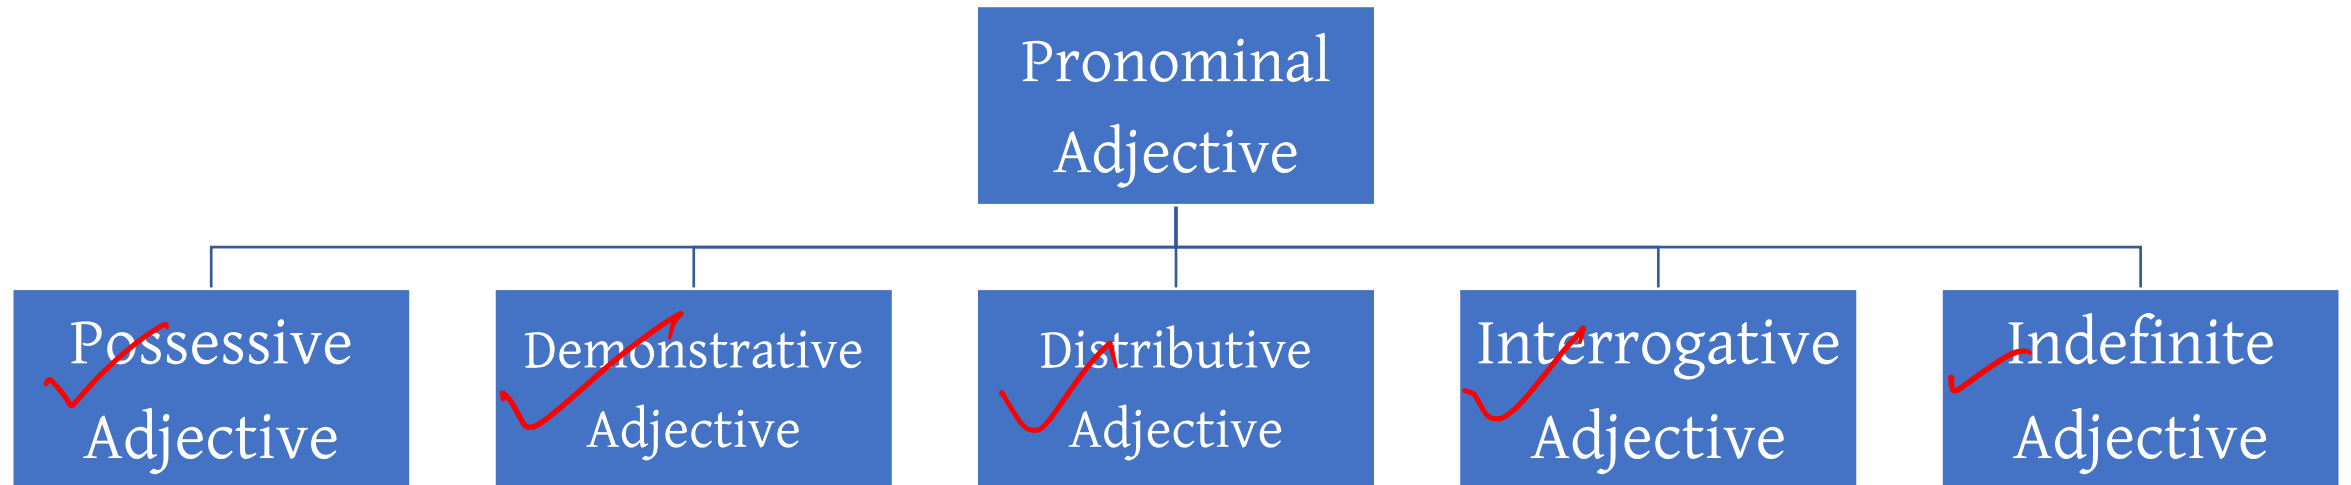 Pronominal
Adjective
Possessive
Adjective
Demonstrative
Adjective
Distributive
Adjective
Interrogative
Adjective
Indefinite
Adjective